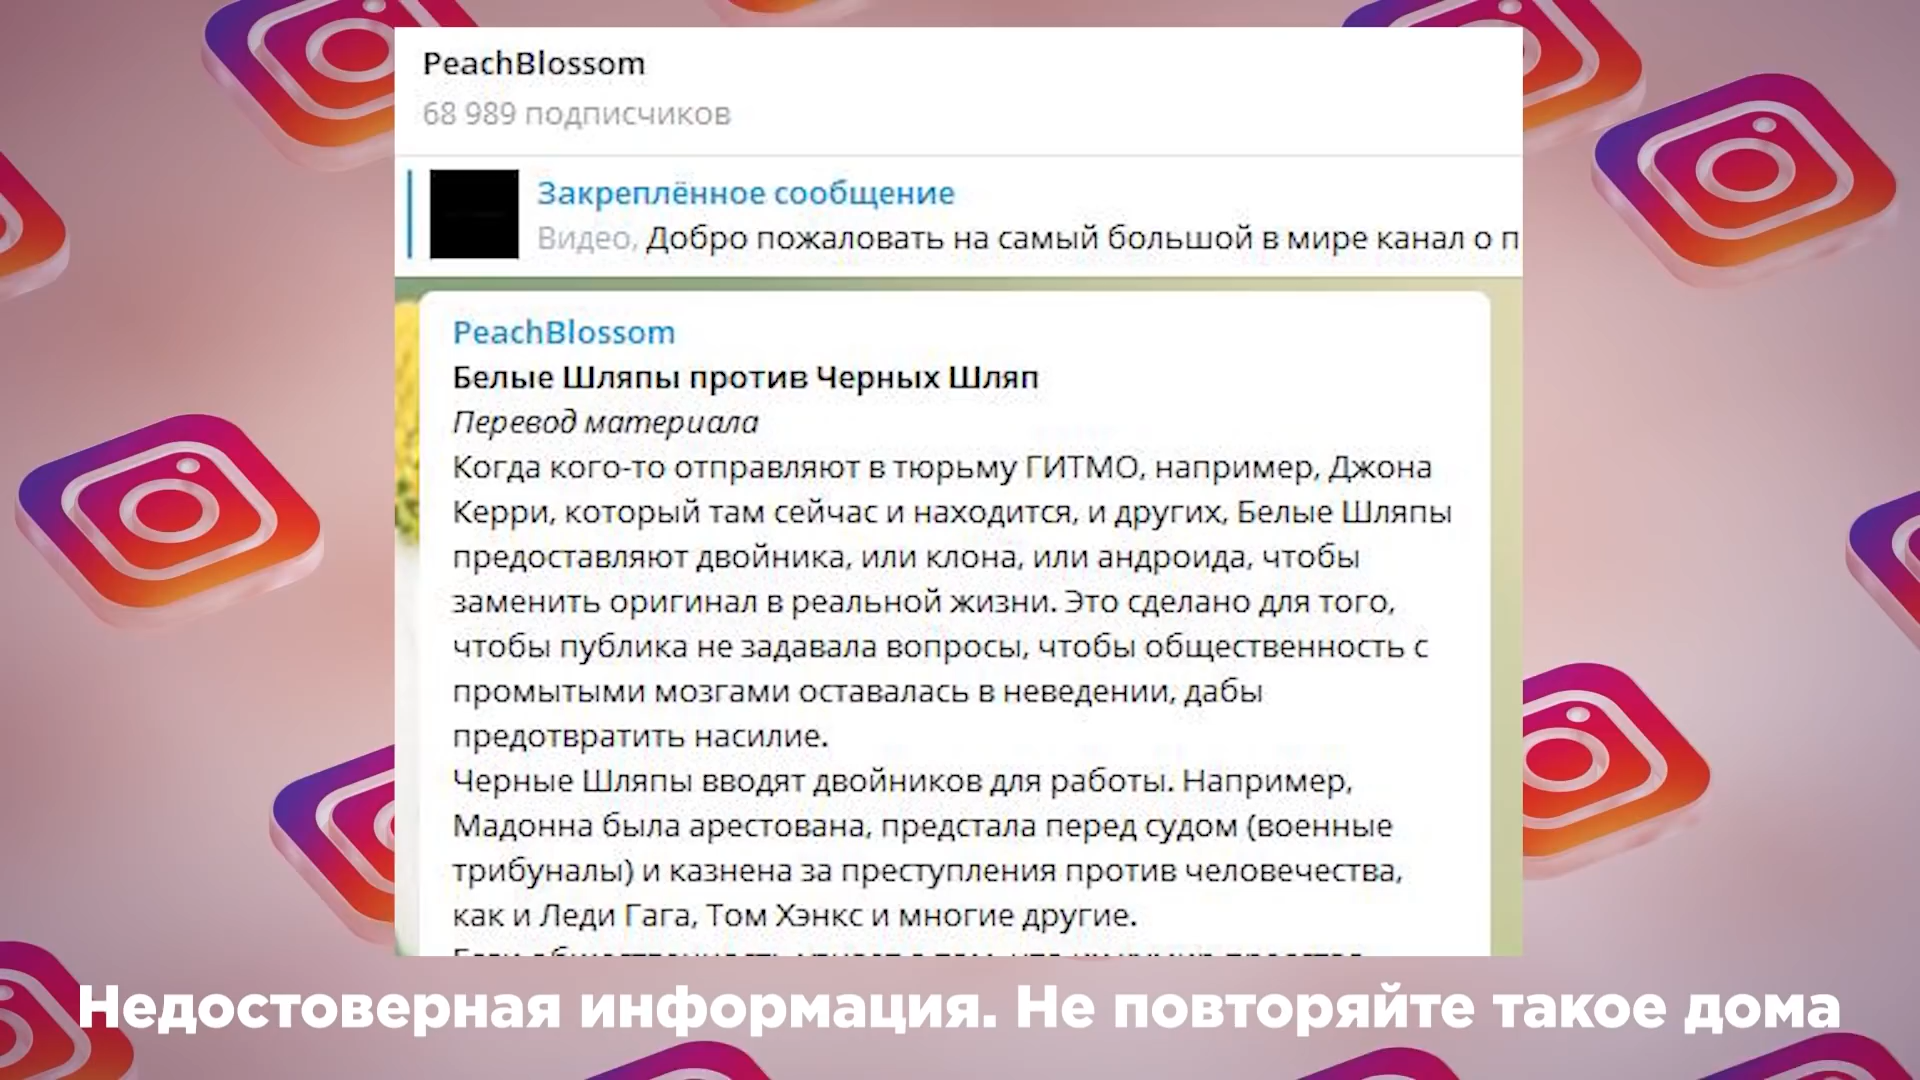 PeachBlossom
68 989 подписчиков
Закреплённое сообщение
Видео, Добро пожаловать на самый большой в мире канал о п
PeachBlossom
Белые Шляпы против Черных Шляп
Перевод материала
Когда кого-то отправляют в тюрьму ГИТМО, например, Джона
Керри, который там сейчас и находится, и других, Белые Шляпы
предоставляют двойника, или клона, или андроида, чтобы
заменить оригинал в реальной жизни. Это сделано для того,
чтобы публика не задавала вопросы, чтобы общественность с
промытыми мозгами оставалась в неведении, дабы
предотвратить насилие.
Черные Шляпы вводят двойников для работы. Например,
Мадонна была арестована, предстала перед судом (военные
трибуналы) и казнена за преступления против человечества,
как и Леди Гага, Том Хэнкс и многие другие.
Недостоверная информация. Не повторяйте такое дома